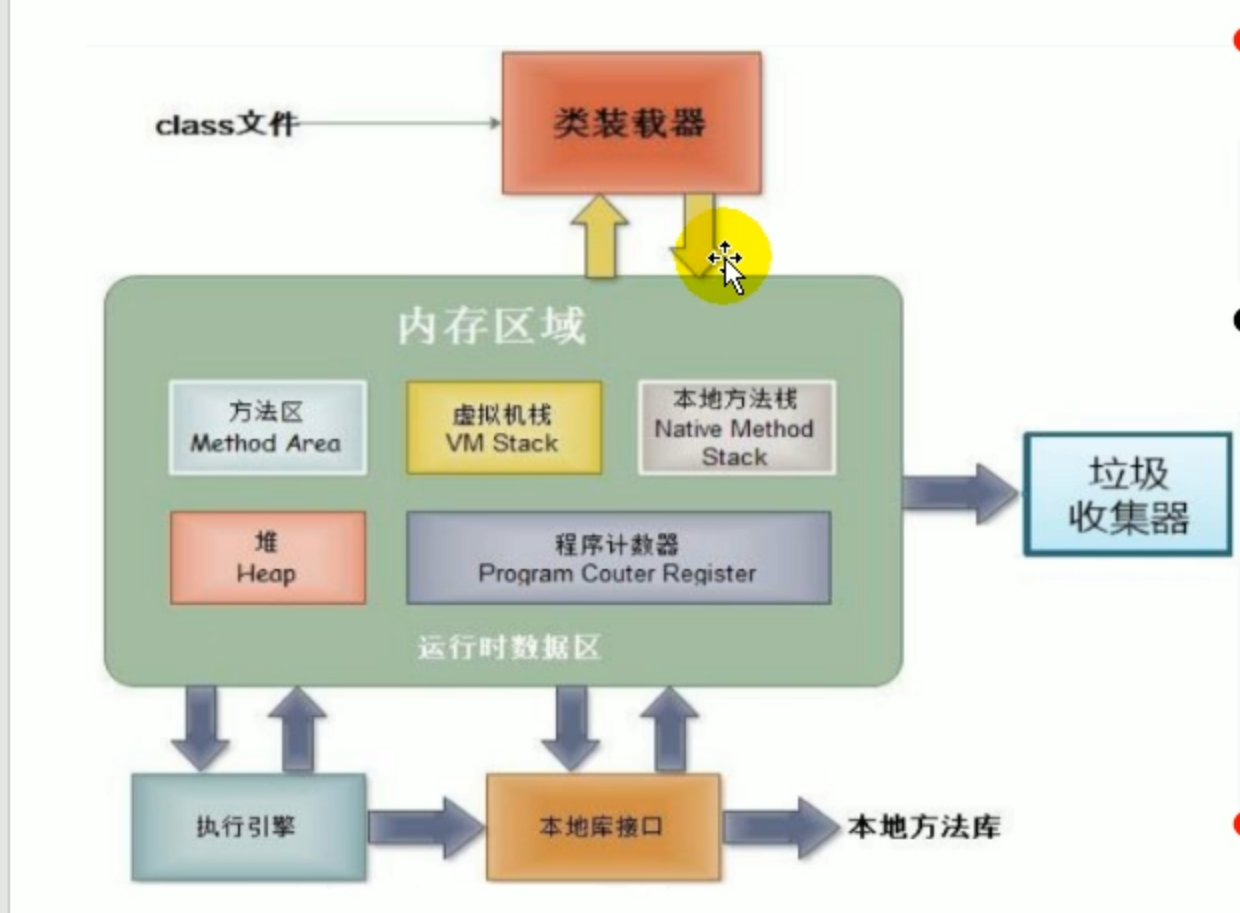 class文件
类装载器
内存区域
方法区
Method Area
虚拟机栈
VM Stack
本地方法栈
Native Method
Stack
堆
Heap
程序计数器
Program Couter Register
运行时数据区
垃圾
收集器
执行引擎
本地库接口
本地方法库